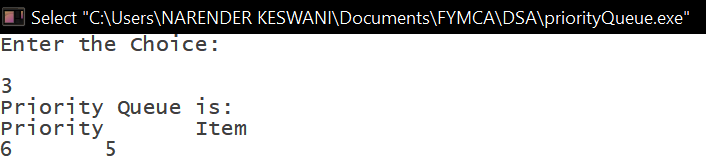 Select "C:\Users\NARENDER KESWANI\Documents\FYMCA\DSA\priorityQueue.exe"
Enter the Choice:
3
Priority Queue is:
Priority Item
6 5